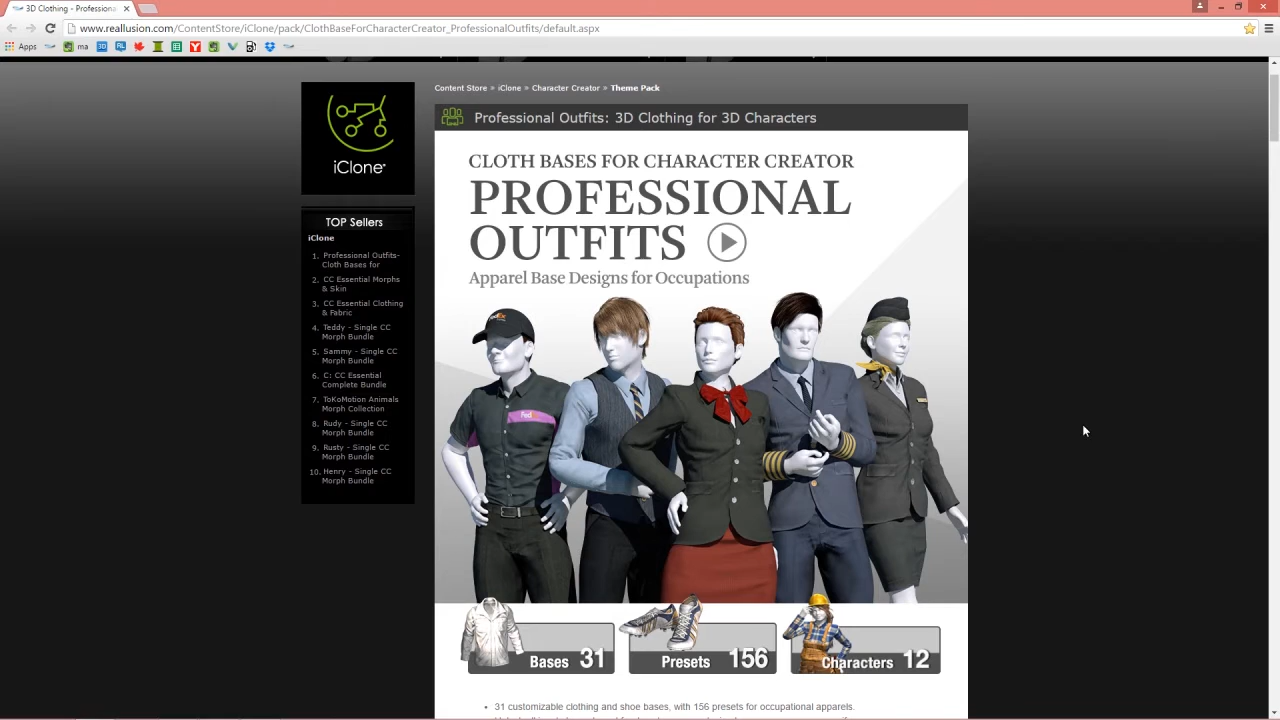 3D Clothing - Professiona
www.reallusion.com/ContentStore/iClone/pack/ClothBaseForCharacterCreator_ProfessionalOutfits/default.aspx
Apps
ma
Content Store » iClone » Character Creator » Theme Pack
Professional Outfits: 3D Clothing for 3D Characters
iClone
TOP Sellers
iClone
1. Professional Outfits-
Cloth Bases for
2. CC Essential Morphs
& Skin
3. CC Essential Clothing
& Fabric
4. Teddy - Single CC
Morph Bundle
5. Sammy - Single CC
Morph Bundle
6. C: CC Essential
Complete Bundle
7. ToKoMotion Animals
Morph Collection
8. Rudy - Single CC
Morph Bundle
9. Rusty - Single CC
Morph Bundle
10. Henry - Single CC
Morph Bundle
CLOTH BASES FOR CHARACTER CREATOR
PROFESSIONAL
OUTFITS
Apparel Base Designs for Occupations
FedEx
FedEx
Bases 31
Presets 156
Characters 12
• 31 customizable clothing and shoe bases, with 156 presets for occupational apparels.